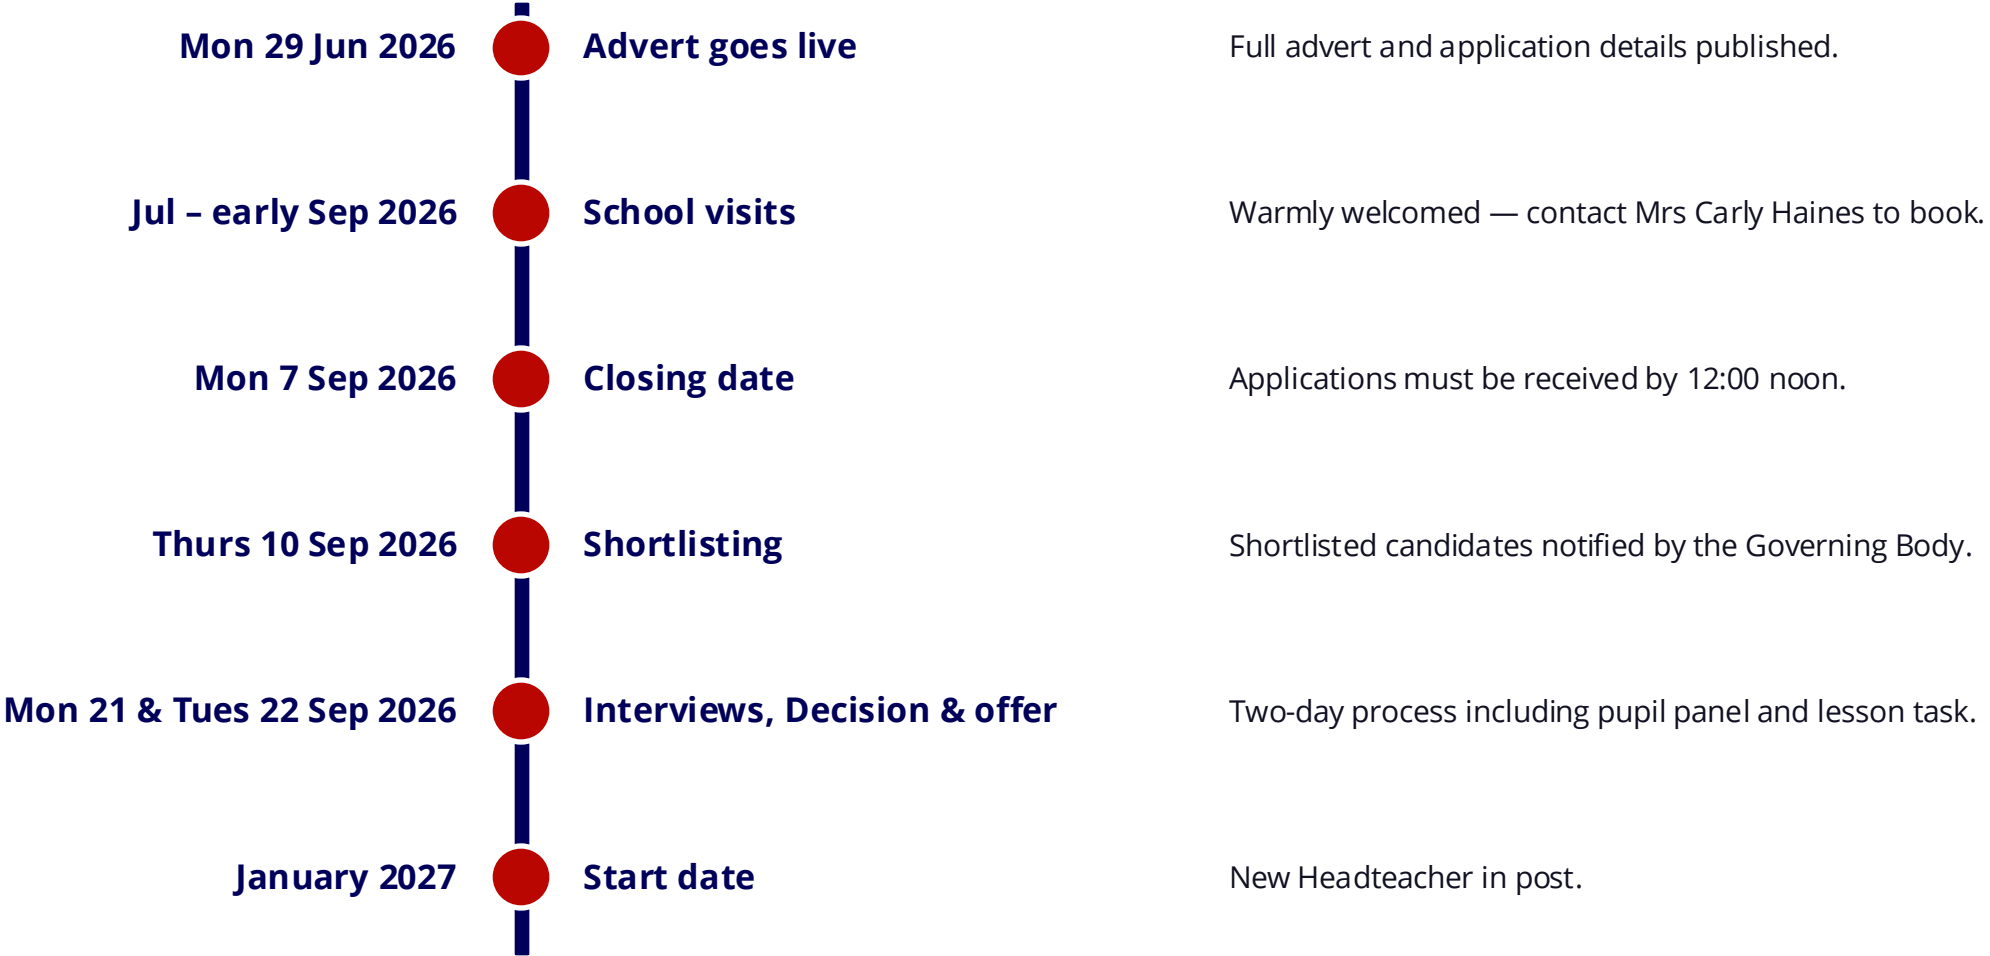 Mon 29 Jun 2026 Advert goes live Full advert and application details published.
Jul – early Sep 2026 School visits Warmly welcomed — contact Mrs Carly Haines to book.
Mon 7 Sep 2026 Closing date Applications must be received by 12:00 noon.
Thurs 10 Sep 2026 Shortlisting Shortlisted candidates notified by the Governing Body.
Mon 21 & Tues 22 Sep 2026 Interviews, Decision & offer Two-day process including pupil panel and lesson task.
January 2027 Start date New Headteacher in post.